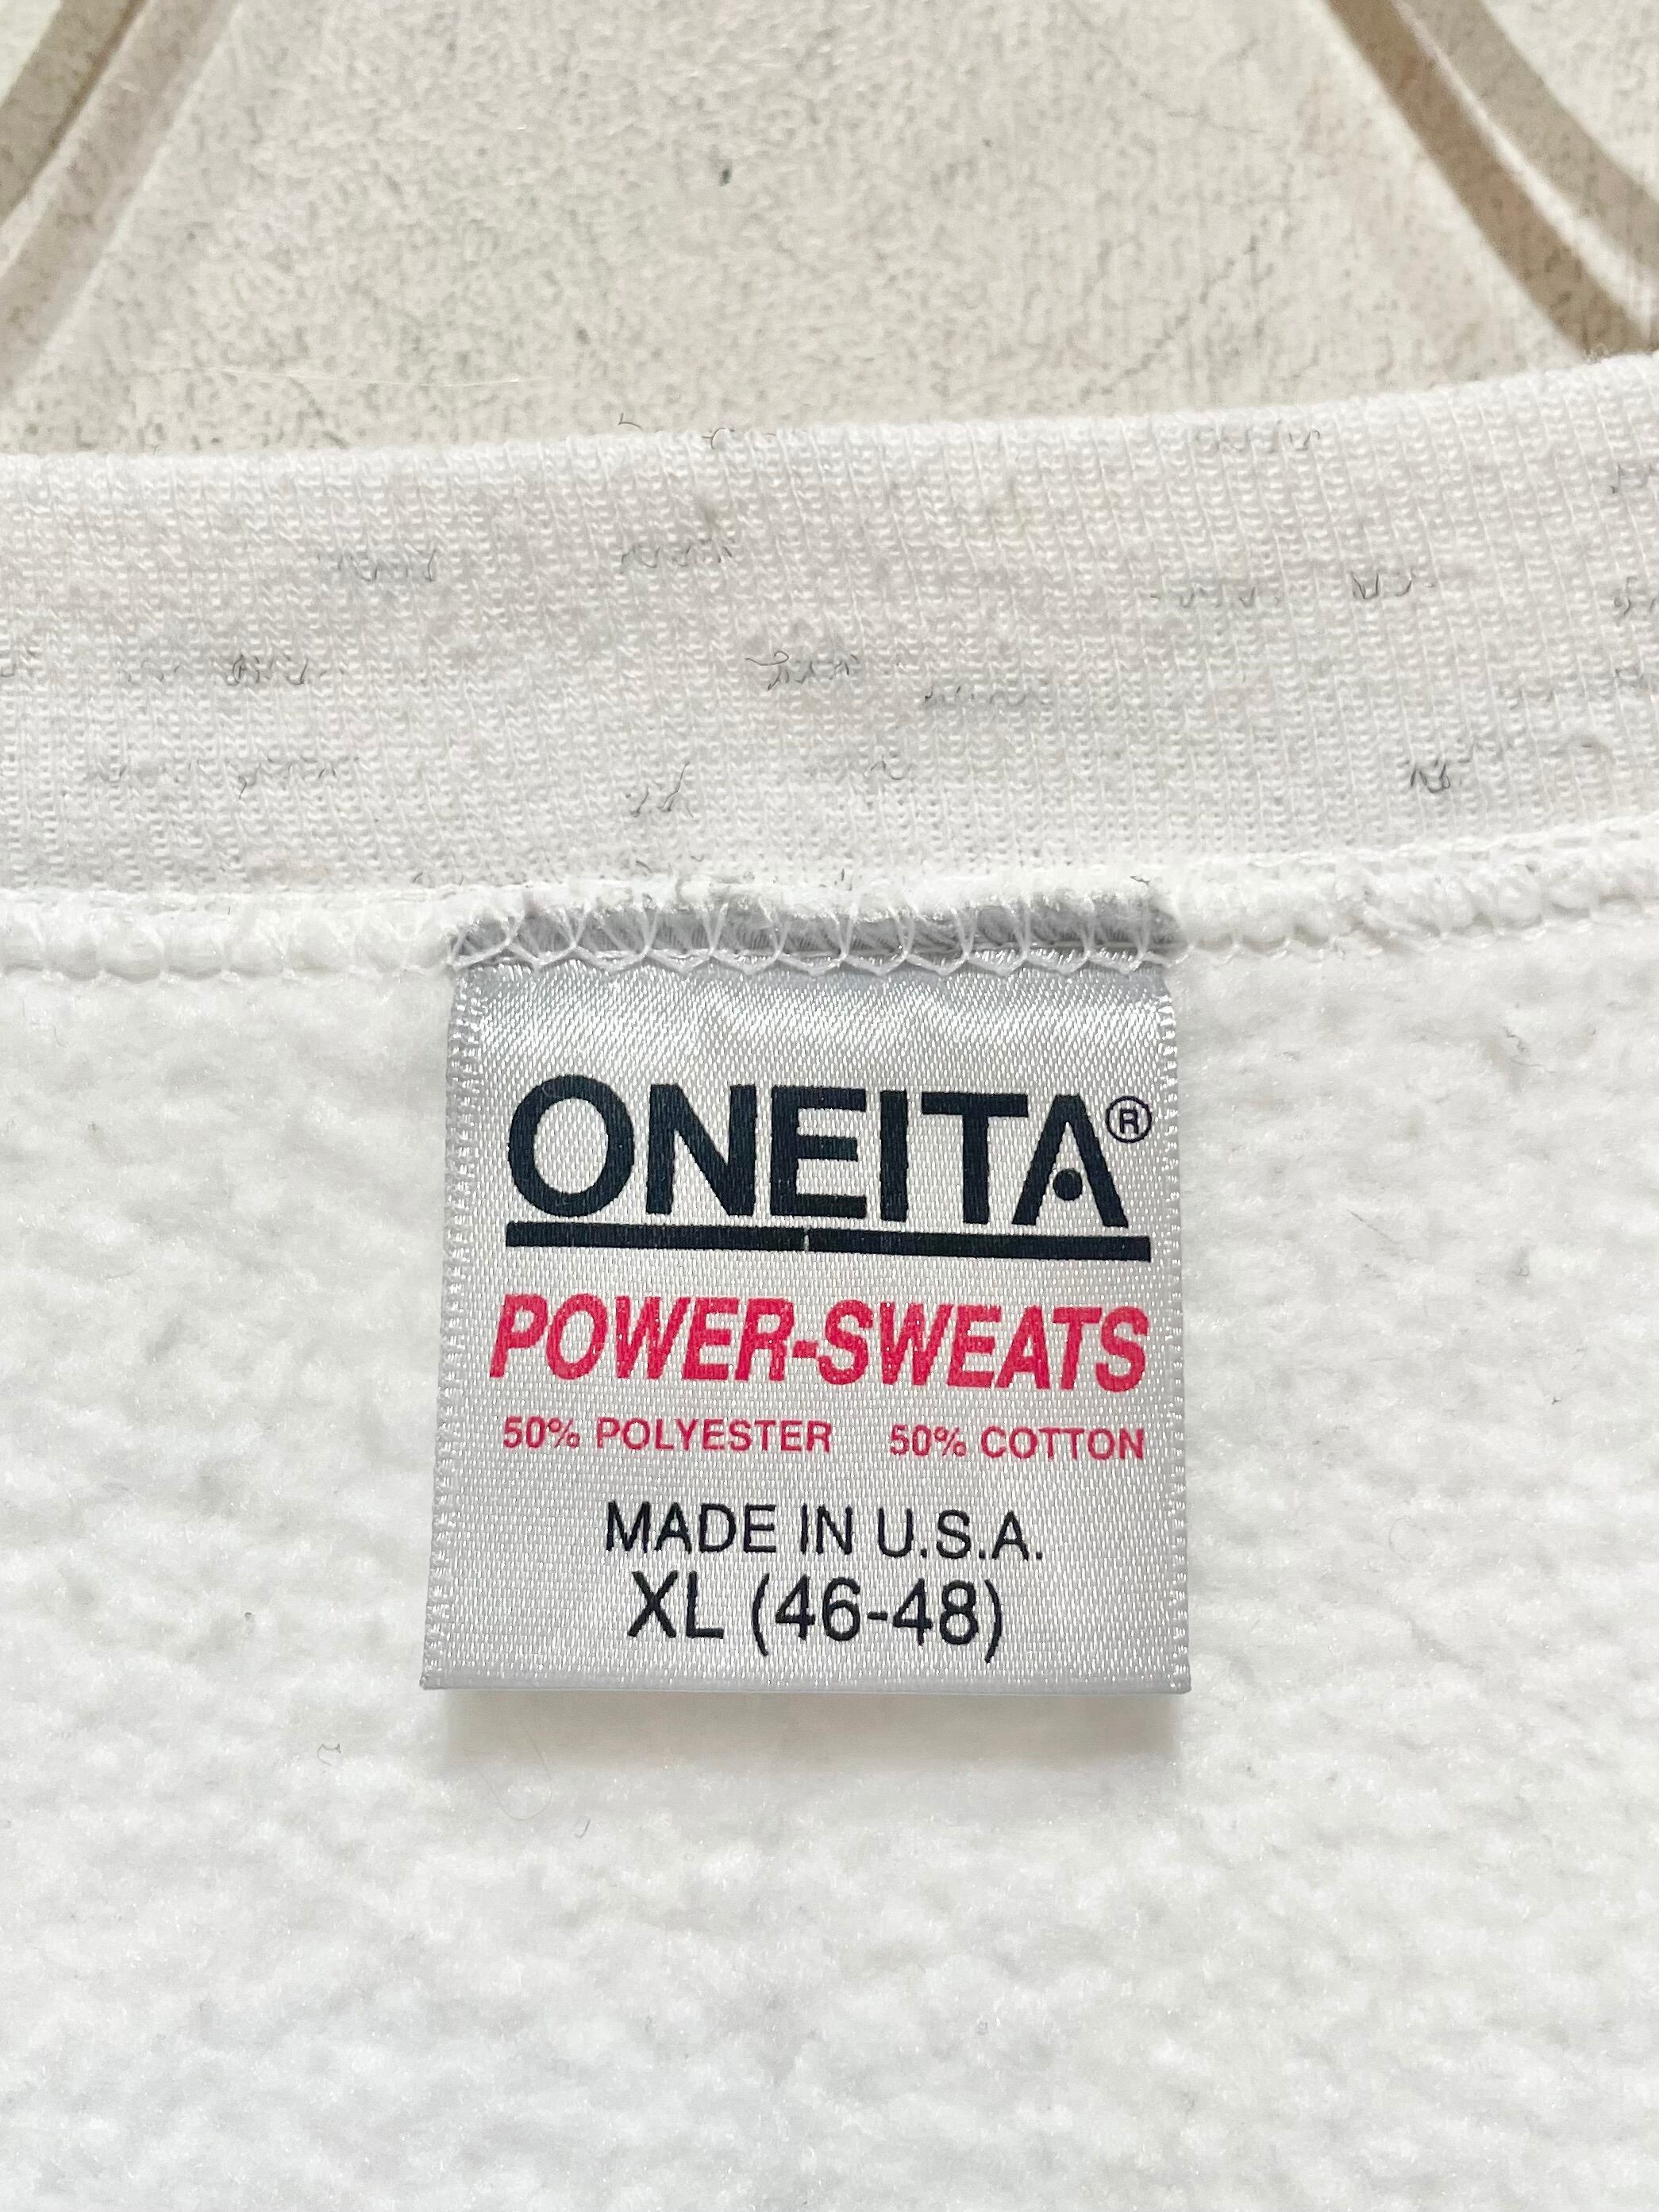 ONEITA®
POWER-SWEATS
50% POLYESTER 50% COTTON
MADE IN U.S.A.
XL (46-48)